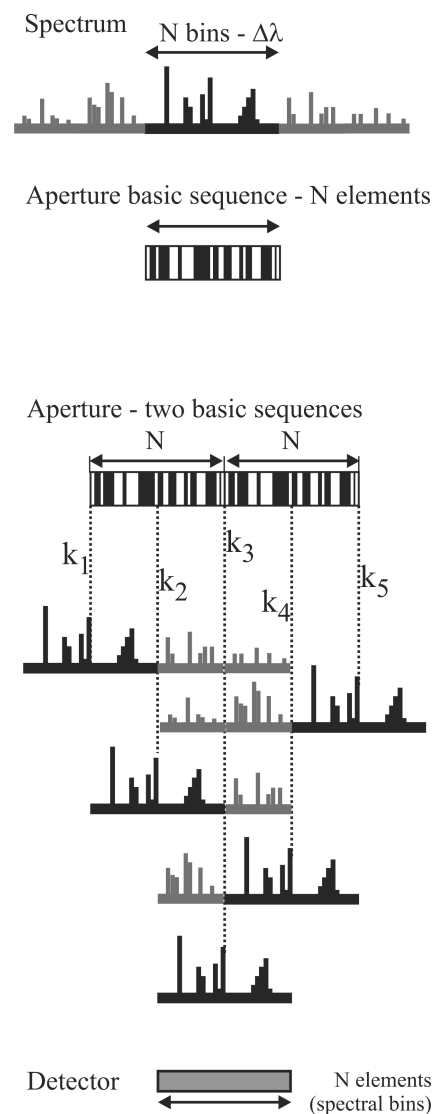 Spectrum
N bins - Δλ
Aperture basic sequence - N elements
Aperture - two basic sequences
N N
k1 k2 k3 k4 k5
Detector
N elements
(spectral bins)